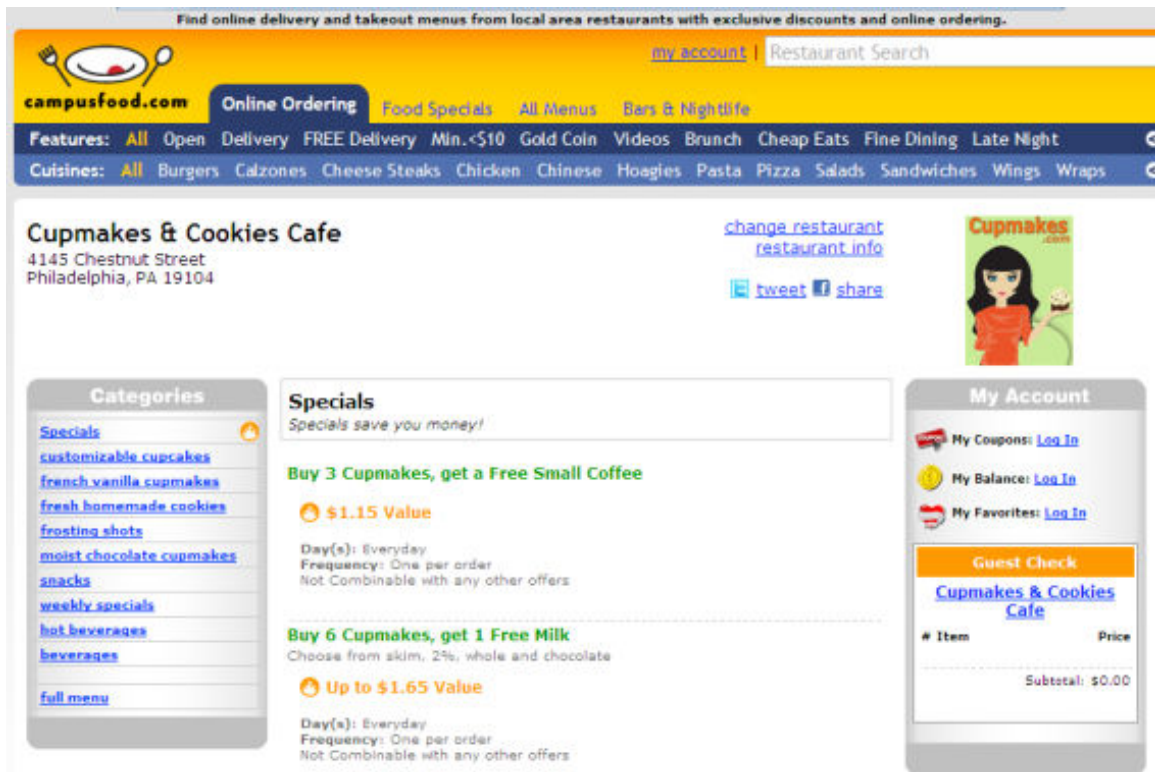 Find online delivery and takeout menus from local area restaurants with exclusive discounts and online ordering.
my account | Restaurant Search
campusfood.com
Online Ordering Food Specials All Menus Bars & Nightlife
Features: All Open Delivery FREE Delivery Min.<$10 Gold Coin Videos Brunch Cheap Eats Fine Dining Late Night
Cuisines: All Burgers Calzones Cheese Steaks Chicken Chinese Hoagies Pasta Pizza Salads Sandwiches Wings Wraps
Cupmakes & Cookies Cafe
4145 Chestnut Street
Philadelphia, PA 19104
change restaurant
restaurant info
tweet share
Cupmakes
.com
Categories
Specials
customizable cupcakes
french vanilla cupmakes
fresh homemade cookies
frosting shots
moist chocolate cupmakes
snacks
weekly specials
hot beverages
beverages
full menu
Specials
Specials save you money!
Buy 3 Cupmakes, get a Free Small Coffee
$1.15 Value
Day(s): Everyday
Frequency: One per order
Not Combinable with any other offers
Buy 6 Cupmakes, get 1 Free Milk
Choose from skim, 2%, whole and chocolate
Up to $1.65 Value
Day(s): Everyday
Frequency: One per order
Not Combinable with any other offers
My Account
My Coupons: Log In
My Balance: Log In
My Favorites: Log In
Guest Check
Cupmakes & Cookies
Cafe
# Item Price
Subtotal: $0.00